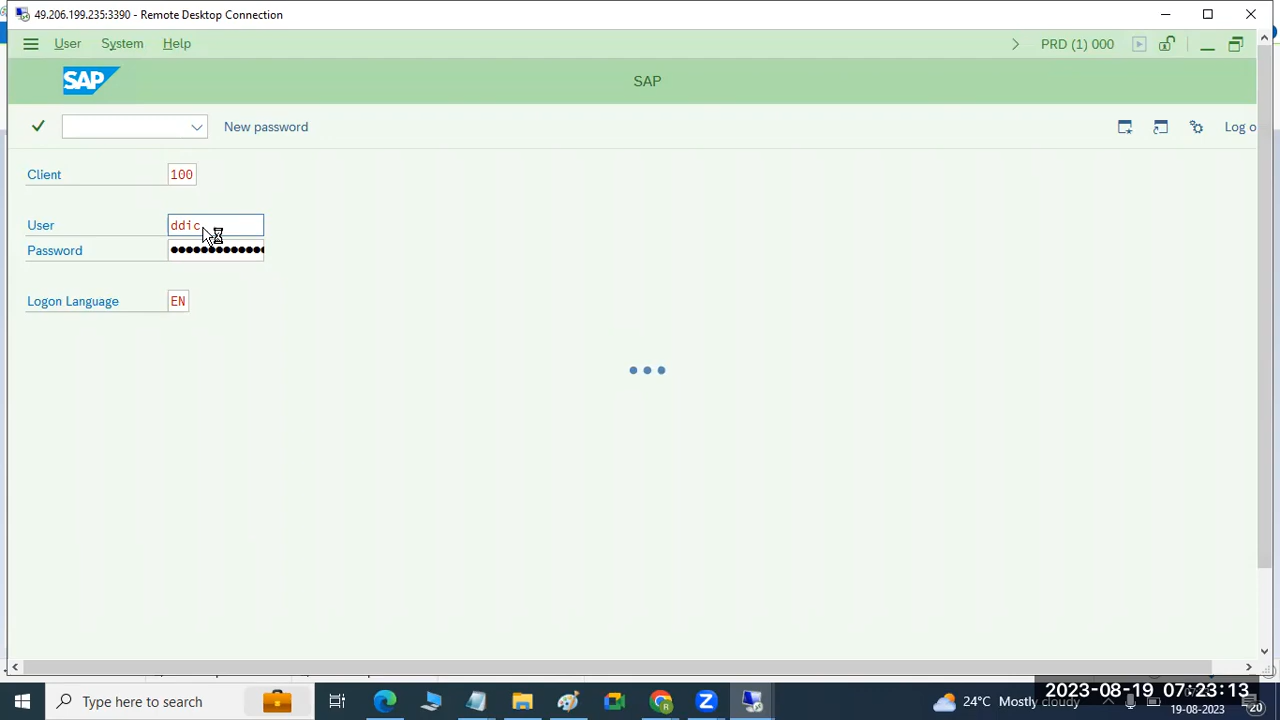 49.206.199.235:3390 - Remote Desktop Connection
User System Help PRD (1) 000
SAP SAP
New password Log o
Client 100
User ddic
Password ●●●●●●●●●●●●●
Logon Language EN
Type here to search
24°C Mostly cloudy
2023-08-19 07:23:13
19-08-2023
20